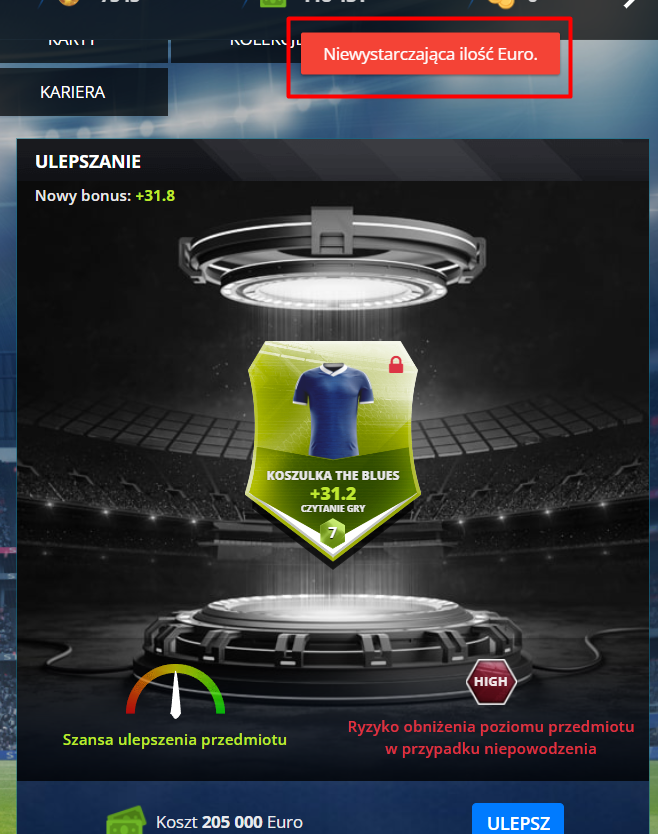 KARTY
Niewystarczająca ilość Euro.
KARIERA
ULEPSZANIE
Nowy bonus: +31.8
KOSZULKA THE BLUES
+31.2
CZYTANIE GRY
7
HIGH
Szansa ulepszenia przedmiotu
Ryzyko obniżenia poziomu przedmiotu
w przypadku niepowodzenia
Koszt 205 000 Euro
ULEPSZ